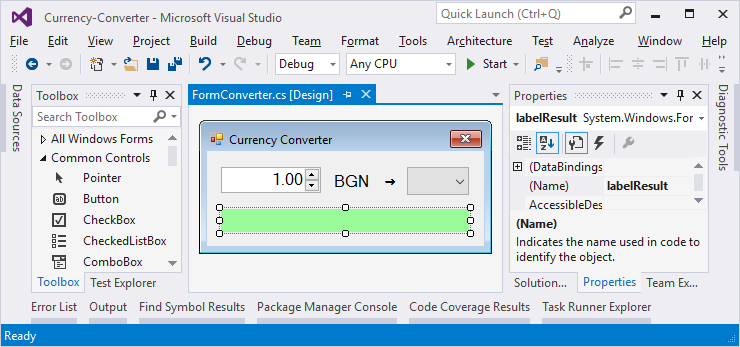 Currency-Converter - Microsoft Visual Studio
Quick Launch (Ctrl+Q)
File Edit View Project Build Debug Team Format Tools Architecture Test Analyze Window Help
Debug Any CPU Start
Data Sources
Toolbox
Search Toolbox
All Windows Forms
Common Controls
Pointer
Button
CheckBox
CheckedListBox
ComboBox
Toolbox Test Explorer
FormConverter.cs [Design]
Currency Converter
1.00 BGN →
Properties
labelResult System.Windows.For
(DataBindings
(Name) labelResult
AccessibleDes
(Name)
Indicates the name used in code to
identify the object.
Solution... Properties Team Ex...
Diagnostic Tools
Error List Output Find Symbol Results Package Manager Console Code Coverage Results Task Runner Explorer
Ready